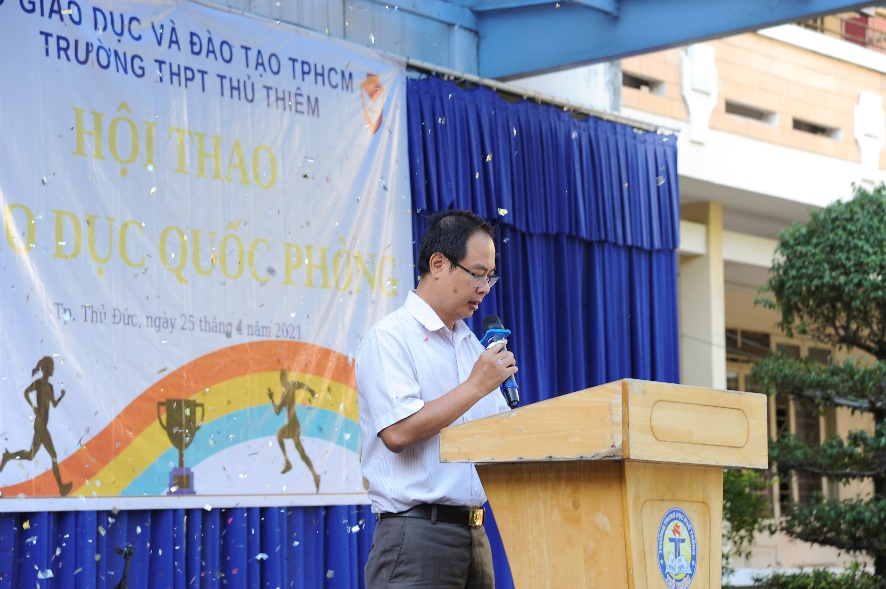 GIÁO DỤC VÀ ĐÀO TẠO TPHCM
TRƯỜNG THPT THỦ THIÊM
HỘI THAO
O DỤC QUỐC PHÒNG
Tp. Thủ Đức, ngày 25 tháng 4 năm 2021